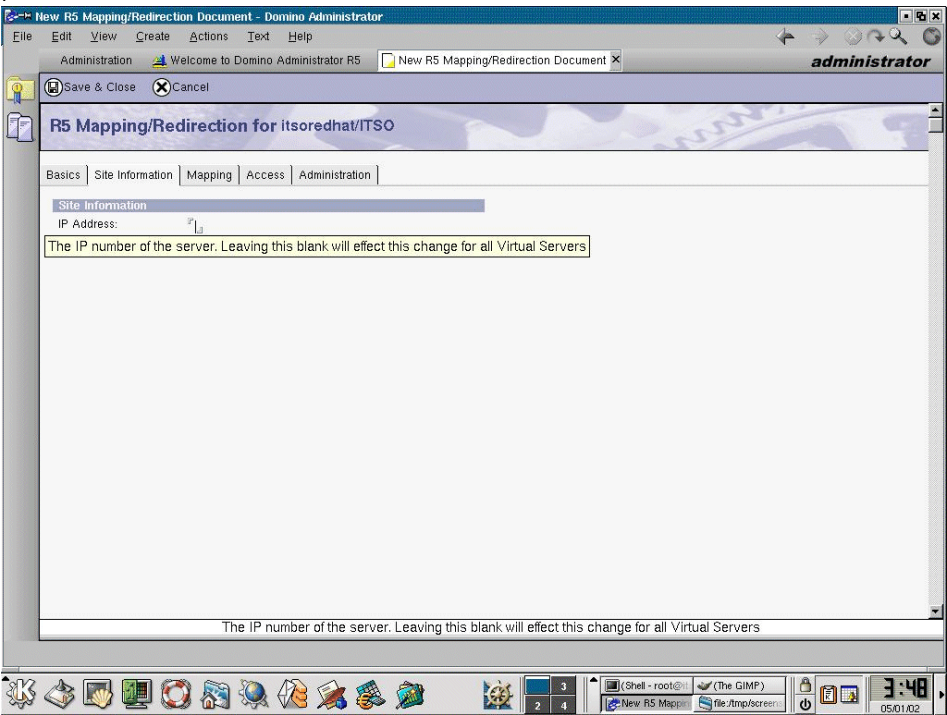 New R5 Mapping/Redirection Document - Domino Administrator
File Edit View Create Actions Text Help
Administration Welcome to Domino Administrator R5 New R5 Mapping/Redirection Document
administrator
Save & Close Cancel
R5 Mapping/Redirection for itsoredhat/ITSO
Basics Site Information Mapping Access Administration
Site Information
IP Address:
The IP number of the server. Leaving this blank will effect this change for all Virtual Servers
The IP number of the server. Leaving this blank will effect this change for all Virtual Servers
3 (Shell - root@it (The GIMP)
2 4 New R5 Mappin file:/tmp/screens
3:48
05/01/02